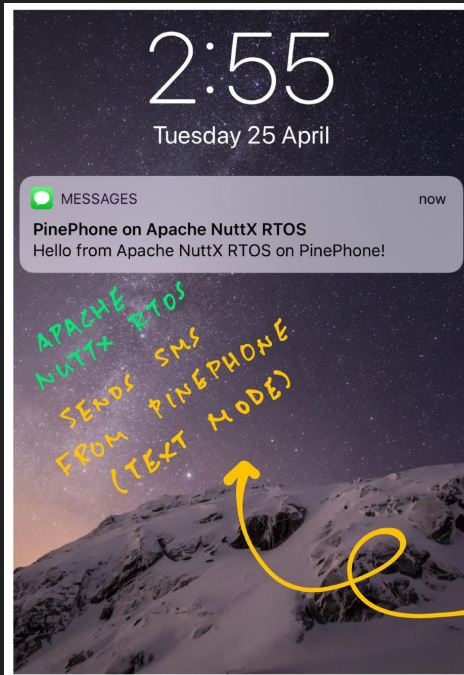 2:55
Tuesday 25 April
MESSAGES now
PinePhone on Apache NuttX RTOS
Hello from Apache NuttX RTOS on PinePhone!
APACHE
NUTTX RTOS
SENDS SMS
FROM PINEPHONE
(TEXT MODE)